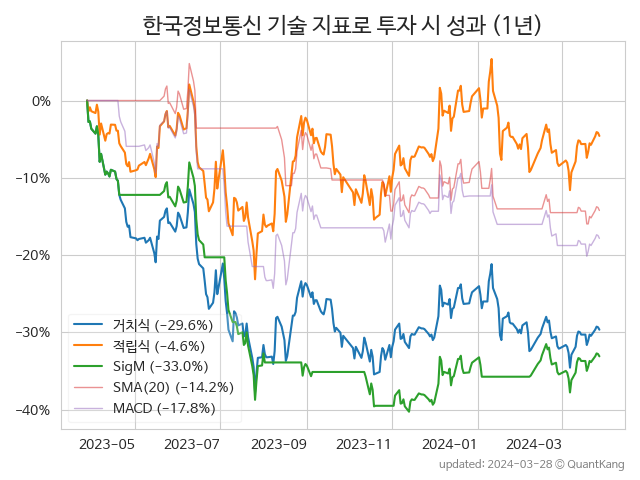 한국정보통신 기술 지표로 투자 시 성과 (1년)
0%
−10%
−20%
−30%
−40%
거치식 (−29.6%)
적립식 (−4.6%)
SigM (−33.0%)
SMA(20) (−14.2%)
MACD (−17.8%)
2023-05
2023-07
2023-09
2023-11
2024-01
2024-03
updated: 2024-03-28 © QuantKang